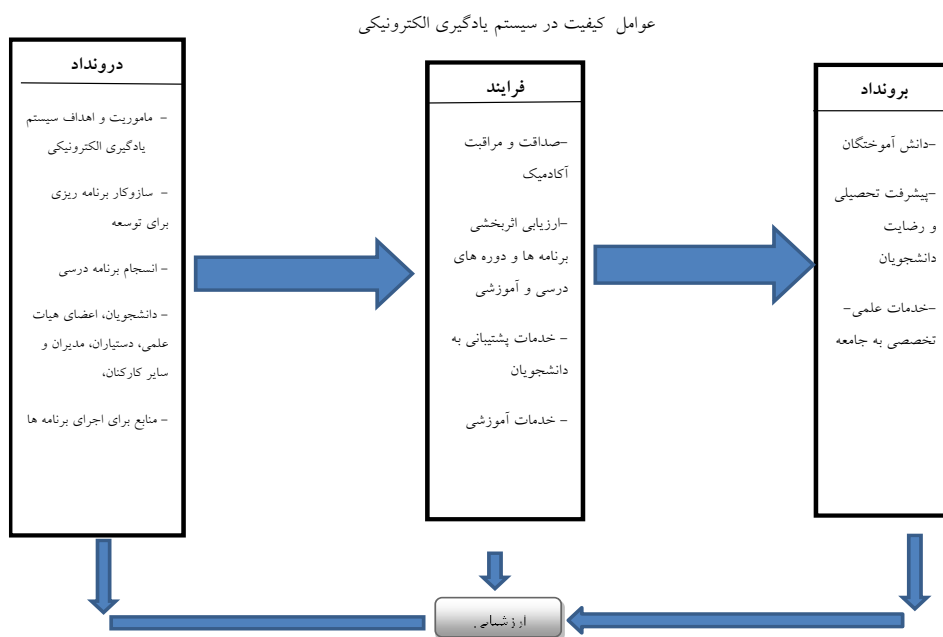 عوامل کیفیت در سیستم یادگیری الکترونیکی
درونداد
- ماموریت و اهداف سیستم
یادگیری الکترونیکی
- سازوکار برنامه ریزی
برای توسعه
- انسجام برنامه درسی
- دانشجویان، اعضای هیات
علمی، دستیاران، مدیران و
سایر کارکنان،
- منابع برای اجرای برنامه ها
فرایند
-صداقت و مراقبت
آکادمیک
-ارزیابی اثربخشی
برنامه ها و دوره های
درسی و آموزشی
- خدمات پشتیبانی به
دانشجویان
- خدمات آموزشی
برونداد
-دانش آموختگان
-پیشرفت تحصیلی
و رضایت
دانشجویان
-خدمات علمی-
تخصصی به جامعه
ارزشیابی